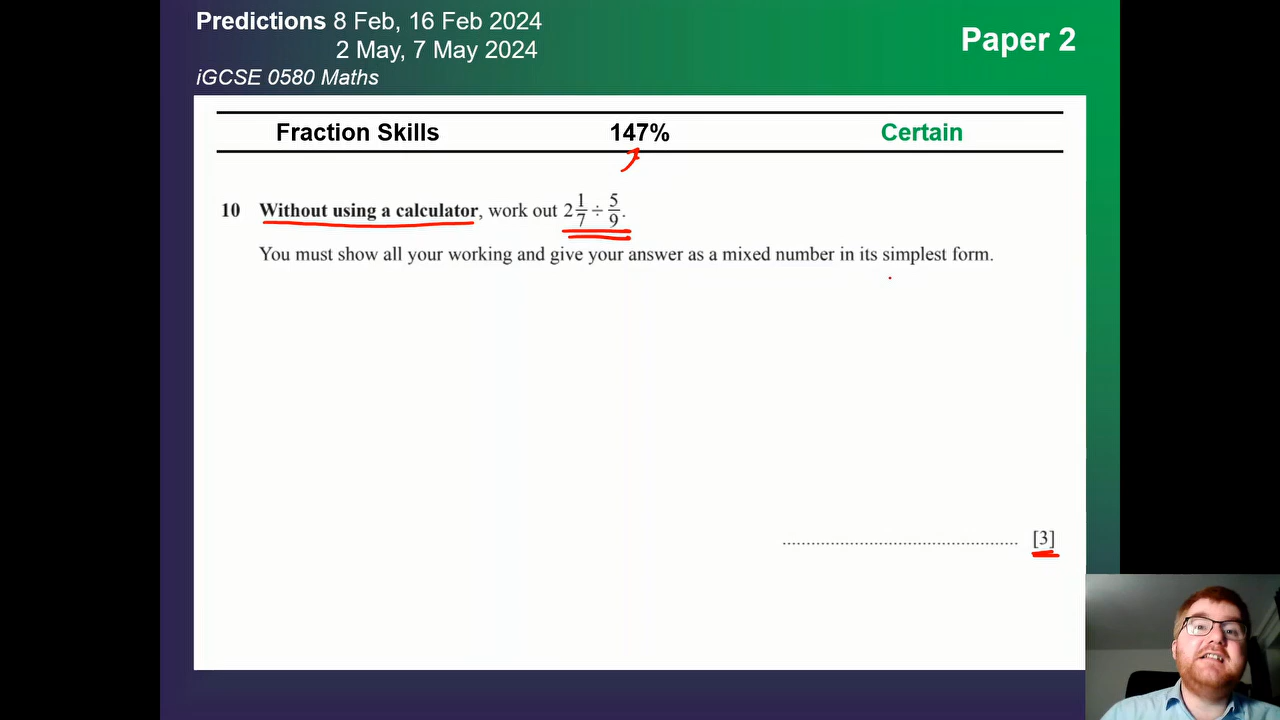 Predictions 8 Feb, 16 Feb 2024
2 May, 7 May 2024
iGCSE 0580 Maths
Paper 2
Fraction Skills 147% Certain
10 Without using a calculator, work out 2 1/7 ÷ 5/9.
You must show all your working and give your answer as a mixed number in its simplest form.
.................................................. [3]